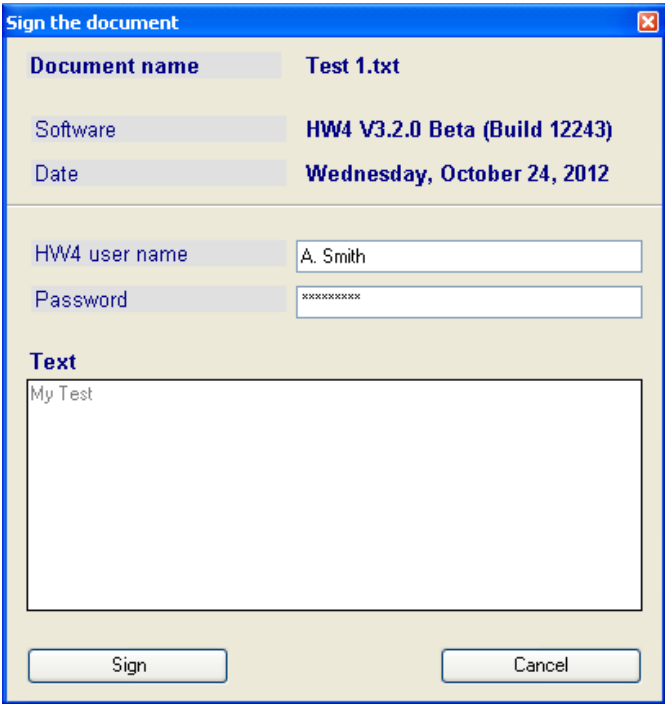 Sign the document
Document name Test 1.txt
Software HW4 V3.2.0 Beta (Build 12243)
Date Wednesday, October 24, 2012
HW4 user name A. Smith
Password *********
Text
My Test
Sign Cancel